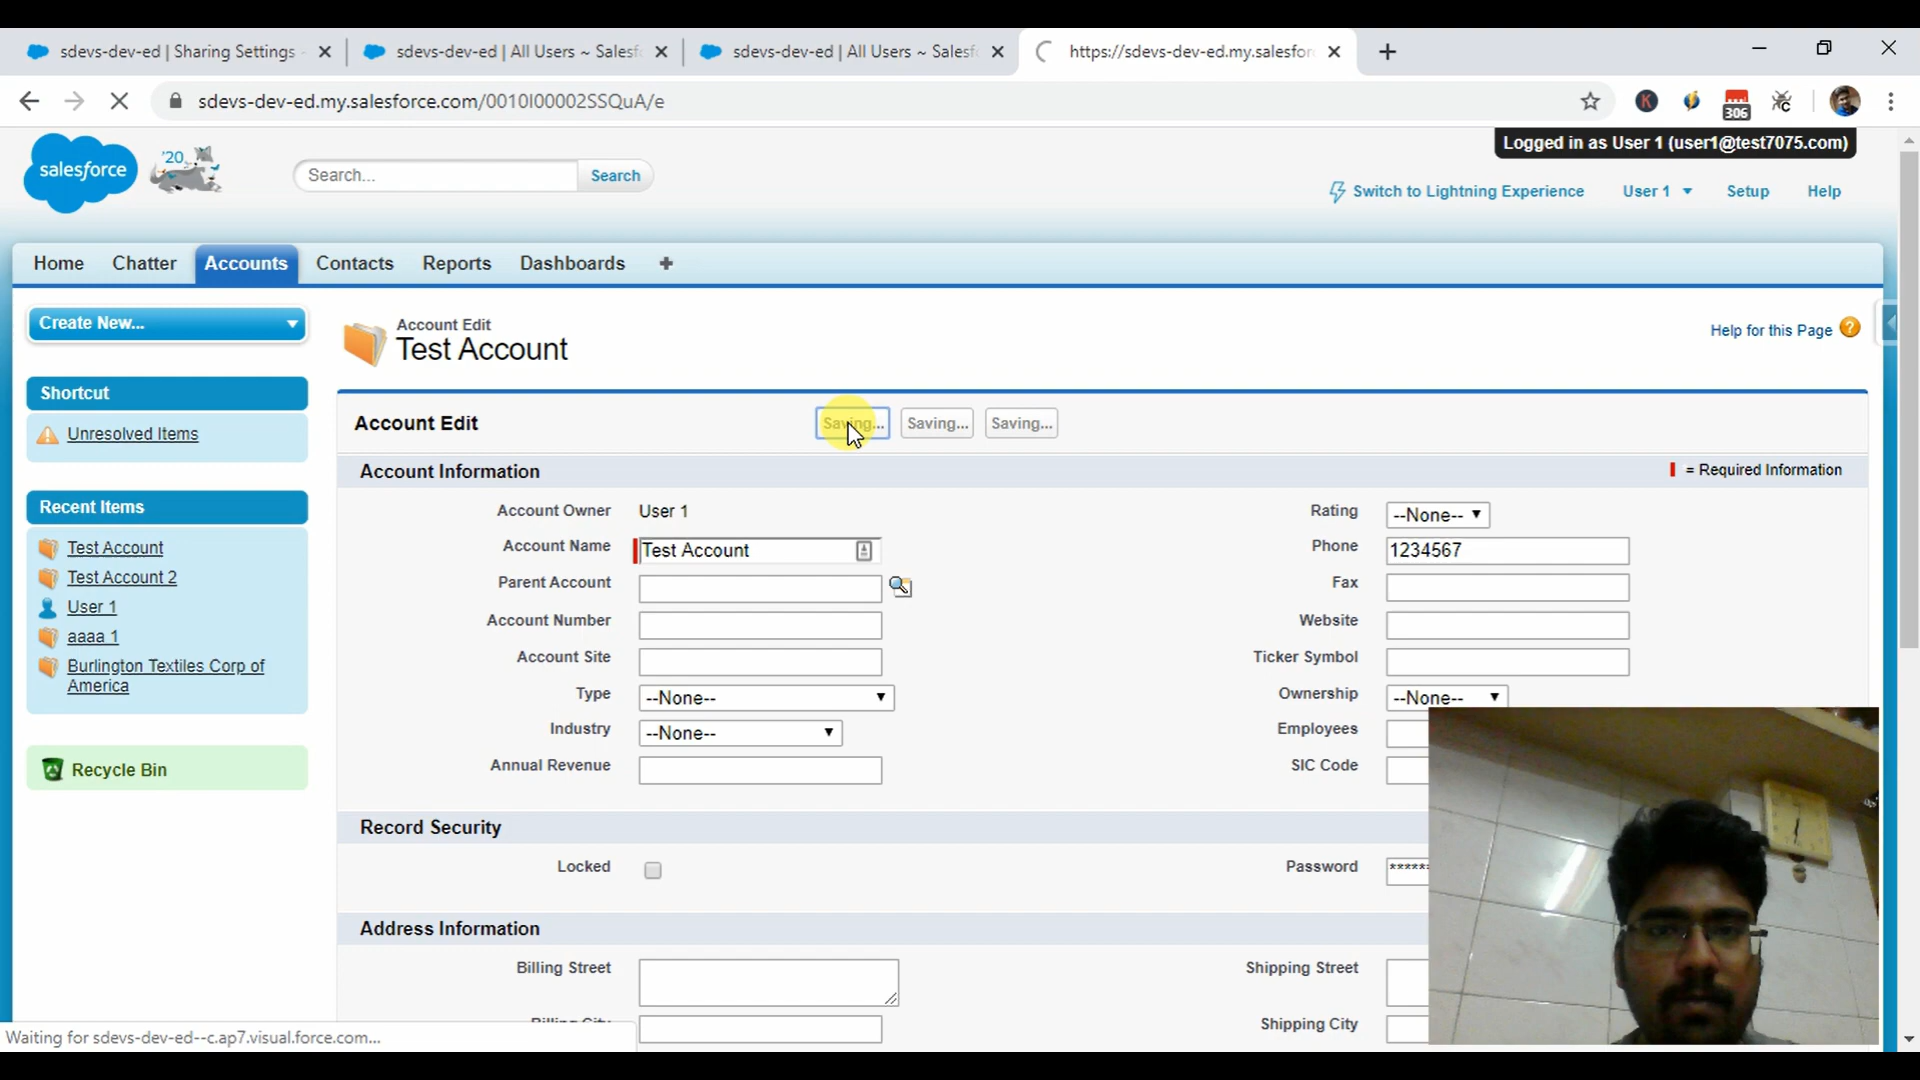 sdevs-dev-ed | Sharing Settings
sdevs-dev-ed | All Users ~ Salesf
sdevs-dev-ed | All Users ~ Salesf
https://sdevs-dev-ed.my.salesfor
sdevs-dev-ed.my.salesforce.com/0010I00002SSQuA/e
K
306
salesforce
'20
Search...
Search
Logged in as User 1 (user1@test7075.com)
Switch to Lightning Experience
User 1
Setup
Help
Home
Chatter
Accounts
Contacts
Reports
Dashboards
Create New...
Account Edit
Test Account
Help for this Page
?
Shortcut
Unresolved Items
Recent Items
Test Account
Test Account 2
User 1
aaaa 1
Burlington Textiles Corp of
America
Recycle Bin
Account Edit
Saving...
Saving...
Saving...
Account Information
= Required Information
Account Owner
User 1
Rating
--None--
Account Name
Test Account
Phone
1234567
Parent Account
Fax
Account Number
Website
Account Site
Ticker Symbol
Type
--None--
Ownership
--None--
Industry
--None--
Employees
Annual Revenue
SIC Code
Record Security
Locked
Password
******
Address Information
Billing Street
Shipping Street
Billing City
Shipping City
Waiting for sdevs-dev-ed--c.ap7.visual.force.com...